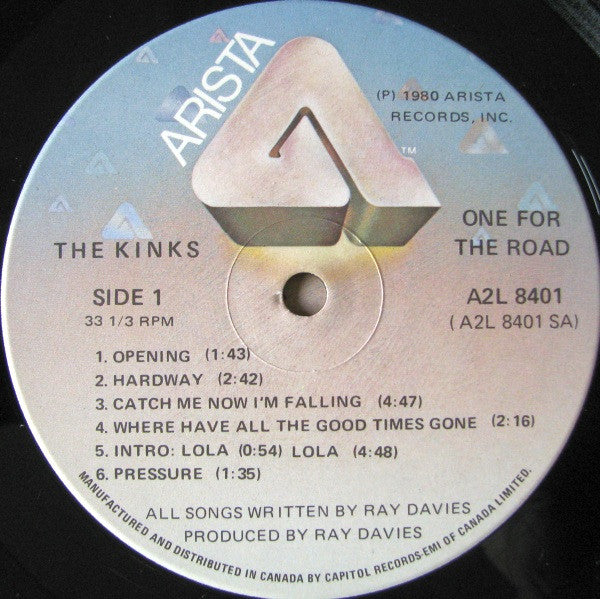 ARISTA
TM
(P) 1980 ARISTA
RECORDS, INC.
THE KINKS
ONE FOR
THE ROAD
SIDE 1
33 1/3 RPM
A2L 8401
(A2L 8401 SA)
1. OPENING (1:43)
2. HARDWAY (2:42)
3. CATCH ME NOW I'M FALLING (4:47)
4. WHERE HAVE ALL THE GOOD TIMES GONE (2:16)
5. INTRO: LOLA (0:54) LOLA (4:48)
6. PRESSURE (1:35)
ALL SONGS WRITTEN BY RAY DAVIES
PRODUCED BY RAY DAVIES
MANUFACTURED AND DISTRIBUTED IN CANADA BY CAPITOL RECORDS-EMI OF CANADA LIMITED.